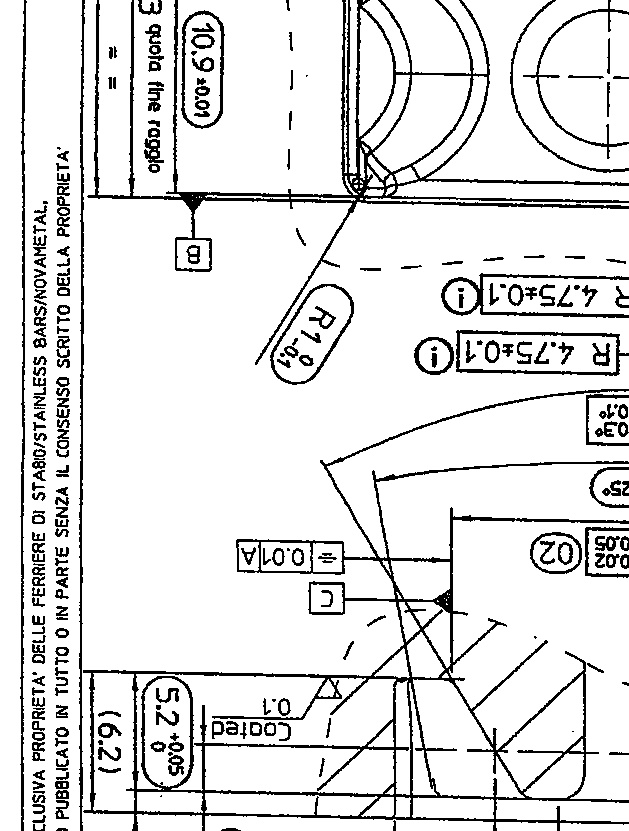 3 quota fine raggio
10.9 ±0.01
= =
B
R1 0 -0.1
i R 4.75±0.1
i R 4.75±0.1
0.3°
0.1°
25°
02
0.02
0.05
⌯ 0.01 A
C
0.1
Coated
5.2 +0.05 0
(6.2)
CLUSIVA PROPRIETA' DELLE FERRIERE DI STABIO/STAINLESS BARS/NOVAMETAL.
PUBBLICATO IN TUTTO O IN PARTE SENZA IL CONSENSO SCRITTO DELLA PROPRIETA'